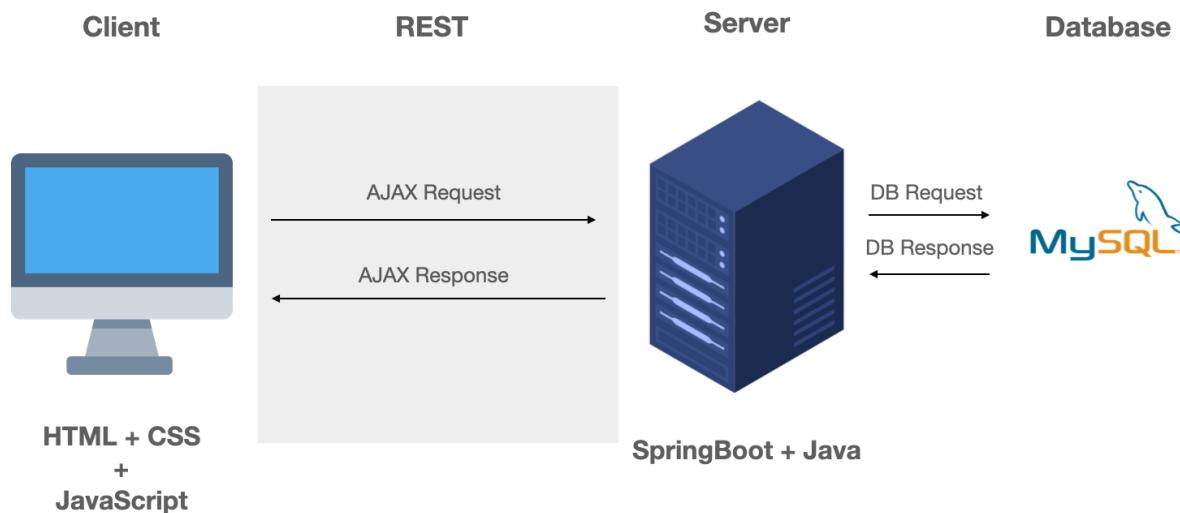 Client
REST
Server
Database
AJAX Request
AJAX Response
DB Request
DB Response
MySQL
HTML + CSS
+
JavaScript
SpringBoot + Java